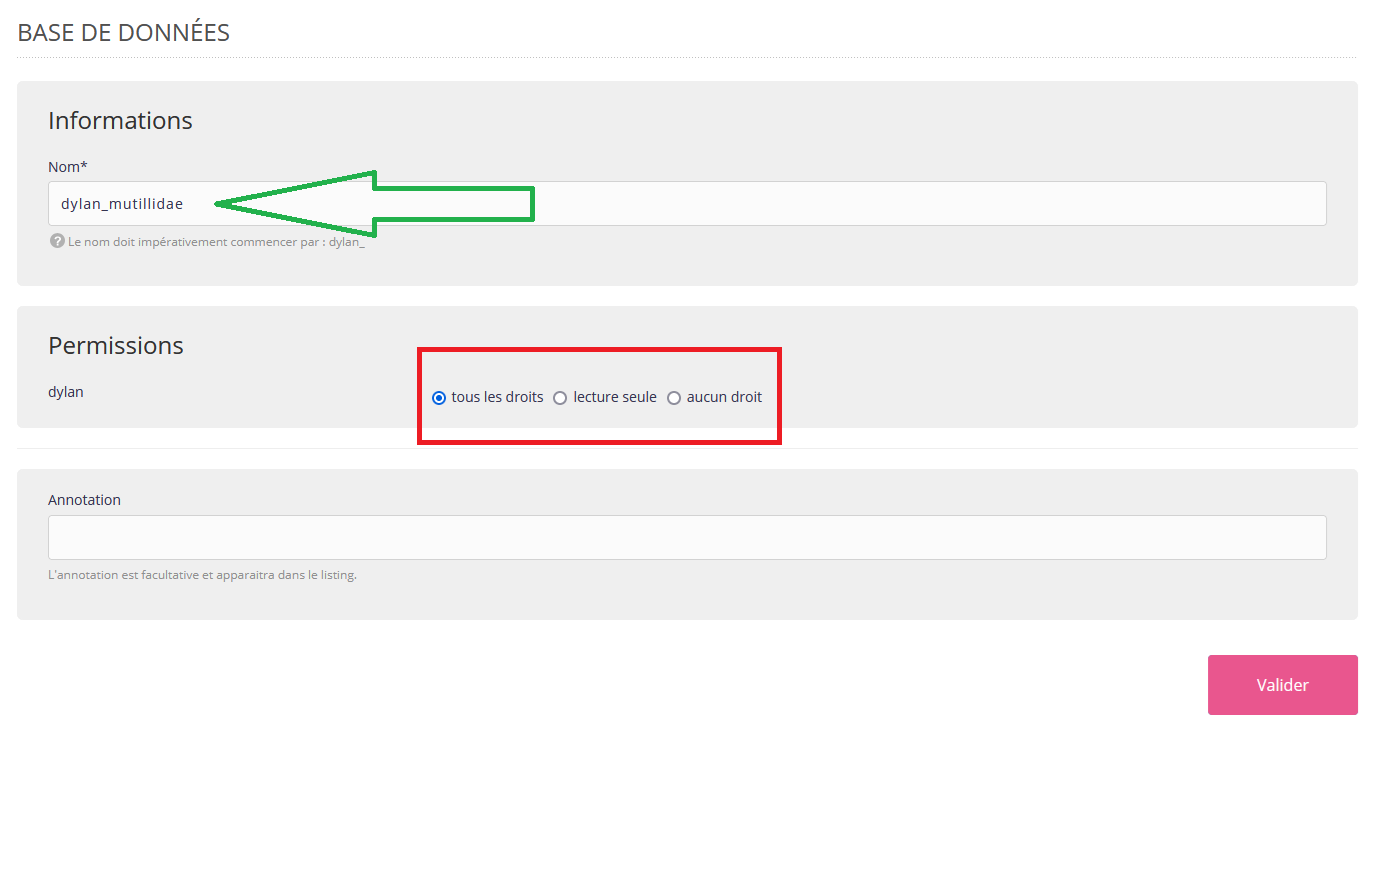 BASE DE DONNÉES
Informations
Nom*
dylan_mutillidae
? Le nom doit impérativement commencer par : dylan_
Permissions
dylan
tous les droits lecture seule aucun droit
Annotation
L'annotation est facultative et apparaitra dans le listing.
Valider